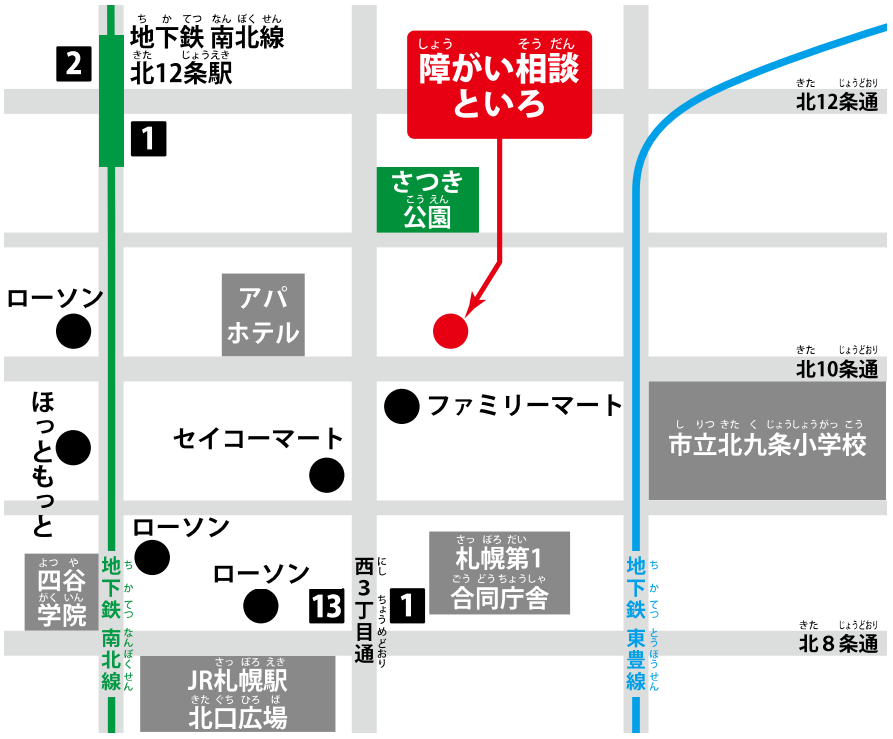 ち か てつ なん ぼく せん
地下鉄 南北線
きた じょうえき
北12条駅
2
1
しょう そう だん
障がい相談
といろ
きた じょうどおり
北12条通
さつき
こう えん
公園
ローソン
アパ
ホテル
きた じょうどおり
北10条通
ほっともっと
ファミリーマート
セイコーマート
し りつ きた く じょうしょうがっ こう
市立北九条小学校
ローソン
ローソン
よつ や
四谷
がく いん
学院
地下鉄 南北線
ち か てつ なんぼくせん
13
西3丁目通
にし ちょうめどおり
1
さっ ぽろ だい
札幌第1
ごう どうちょうしゃ
合同庁舎
地下鉄 東豊線
ち か てつ とうほうせん
きた じょうどおり
北8条通
さっ ぽろ えき
JR札幌駅
きた ぐち ひろ ば
北口広場